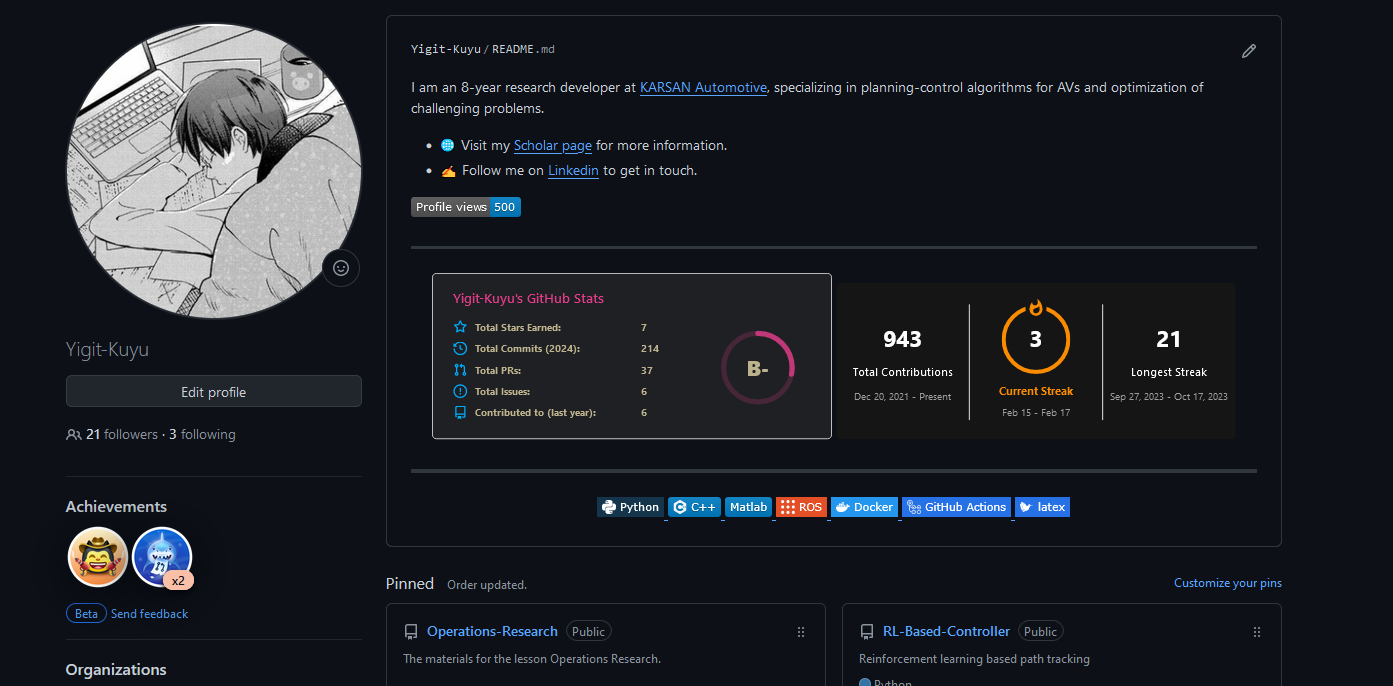 Yigit-Kuyu/README.md
I am an 8-year research developer at KARSAN Automotive, specializing in planning-control algorithms for AVs and optimization of
challenging problems.
Visit my Scholar page for more information.
Follow me on Linkedin to get in touch.
Profile views 500
Yigit-Kuyu's GitHub Stats
Total Stars Earned: 7
Total Commits (2024): 214
Total PRs: 37
Total Issues: 6
Contributed to (last year): 6
B-
943
Total Contributions
Dec 20, 2021 - Present
3
Current Streak
Feb 15 - Feb 17
21
Longest Streak
Sep 27, 2023 - Oct 17, 2023
Python C++ Matlab ROS Docker GitHub Actions latex
Yigit-Kuyu
Edit profile
21 followers · 3 following
Achievements
x2
Beta Send feedback
Organizations
Pinned Order updated. Customize your pins
Operations-Research Public
The materials for the lesson Operations Research.
RL-Based-Controller Public
Reinforcement learning based path tracking
Python